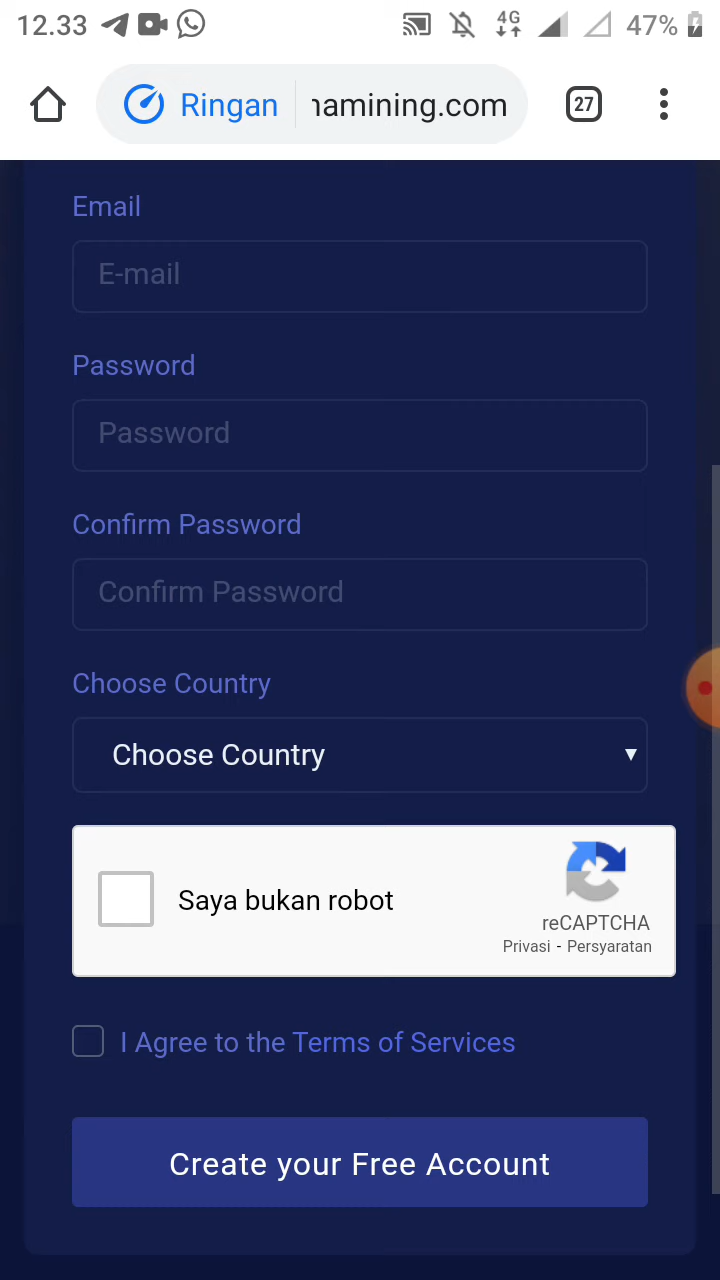 12.33
4G
47%
Ringan
namining.com
27
Email
E-mail
Password
Password
Confirm Password
Confirm Password
Choose Country
Choose Country
Saya bukan robot
reCAPTCHA
Privasi - Persyaratan
I Agree to the Terms of Services
Create your Free Account